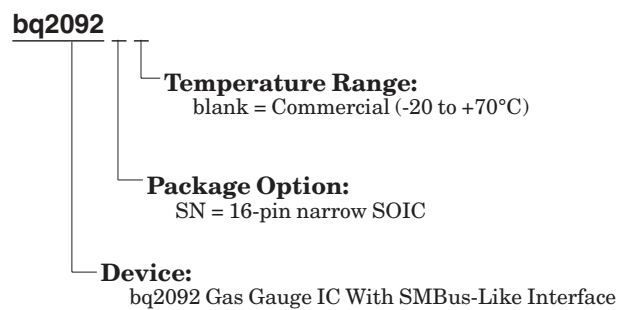 bq2092
Temperature Range:
blank = Commercial (-20 to +70°C)
Package Option:
SN = 16-pin narrow SOIC
Device:
bq2092 Gas Gauge IC With SMBus-Like Interface